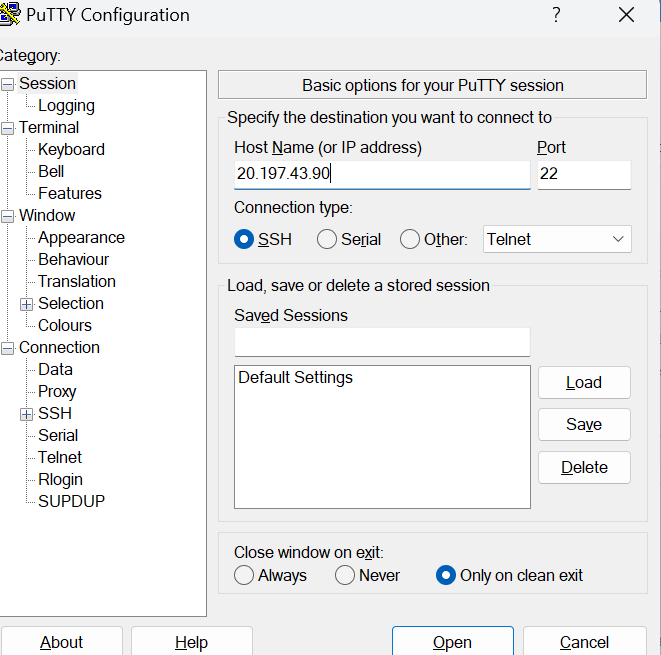 PuTTY Configuration
?
Category:
Session
Logging
Terminal
Keyboard
Bell
Features
Window
Appearance
Behaviour
Translation
Selection
Colours
Connection
Data
Proxy
SSH
Serial
Telnet
Rlogin
SUPDUP
Basic options for your PuTTY session
Specify the destination you want to connect to
Host Name (or IP address) Port
20.197.43.90 22
Connection type:
SSH Serial Other: Telnet
Load, save or delete a stored session
Saved Sessions
Default Settings
Load
Save
Delete
Close window on exit:
Always Never Only on clean exit
About Help Open Cancel